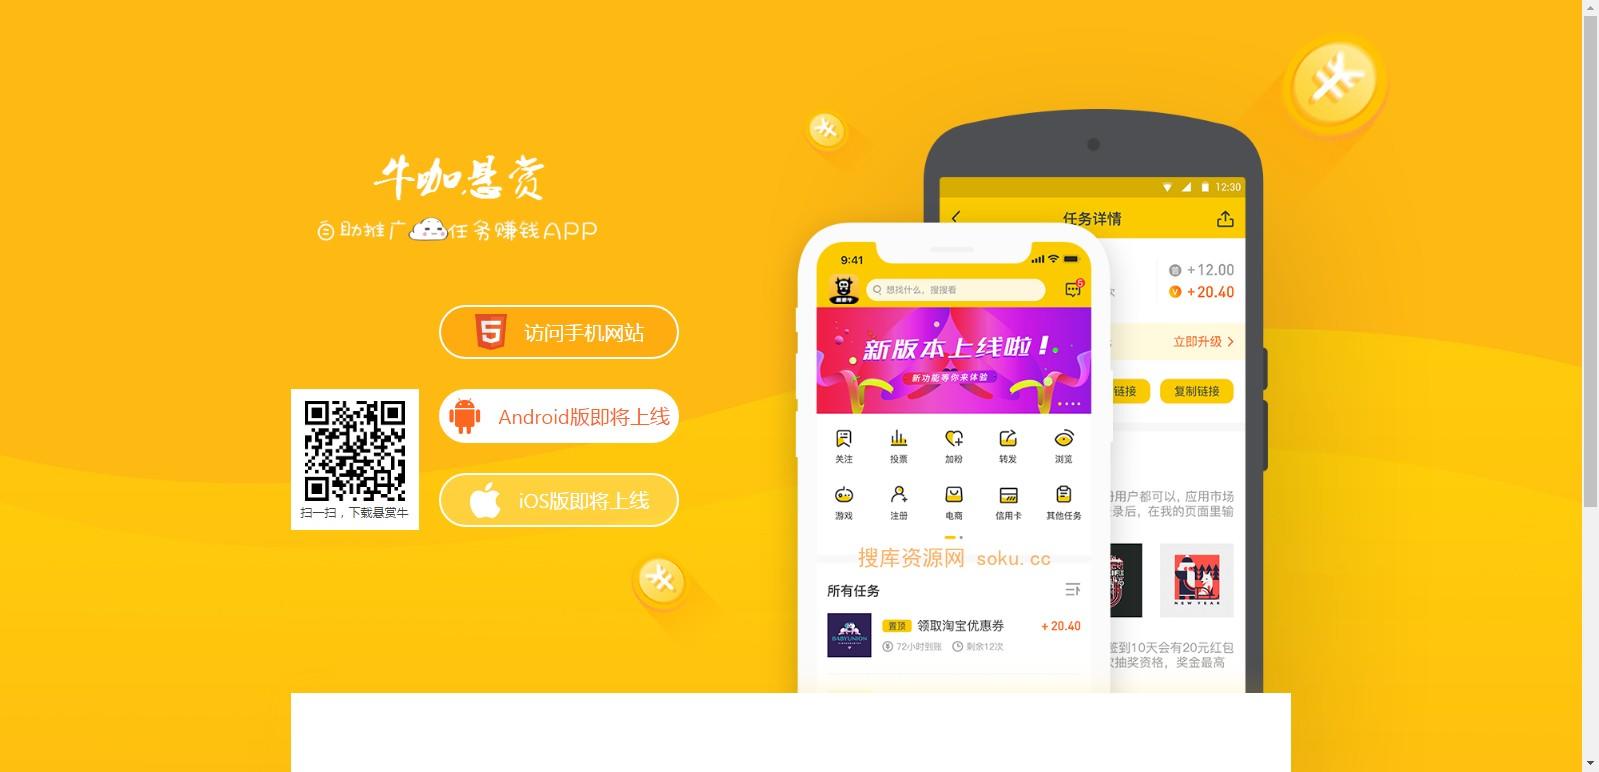 牛咖悬赏
自助推广任务赚钱APP
访问手机网站
Android版即将上线
iOS版即将上线
扫一扫，下载悬赏牛
12:30
任务详情
+12.00
+20.40
次
立即升级
链接
复制链接
册用户都可以, 应用市场
登录后，在我的页面里输
NEW YEAR
签到10天会有20元红包
次抽奖资格，奖金最高
9:41
想找什么，搜搜看
5
新版本上线啦！
新功能等你来体验
关注
投票
加粉
转发
浏览
游戏
注册
电商
信用卡
其他任务
搜库资源网 soku.cc
所有任务
BABYUNION
置顶 领取淘宝优惠券
+20.40
72小时到账 剩余12次